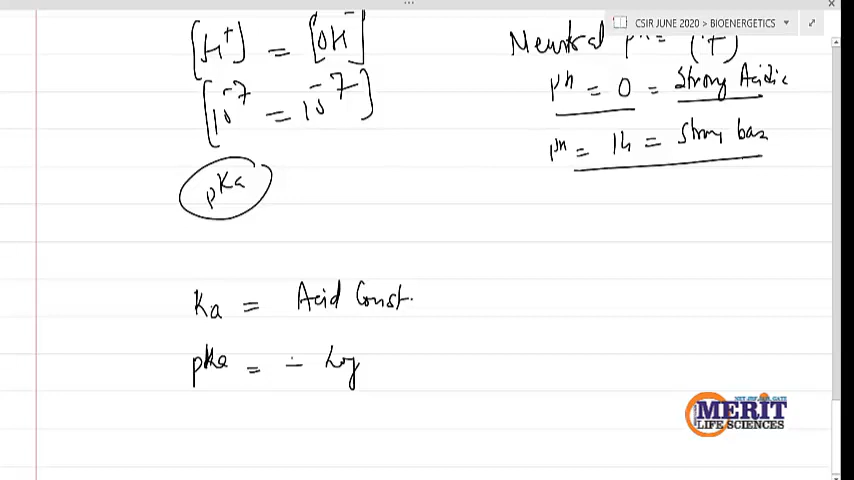 CSIR JUNE 2020 > BIOENERGETICS
[H+] = [OH-]
Neutral pH = (7)
[10-7 = 10-7]
pH = 0 = Strong Acidic
pH = 14 = Strong base
pKa
Ka = Acid Const.
pKa = - Log
MERIT
LIFE SCIENCES